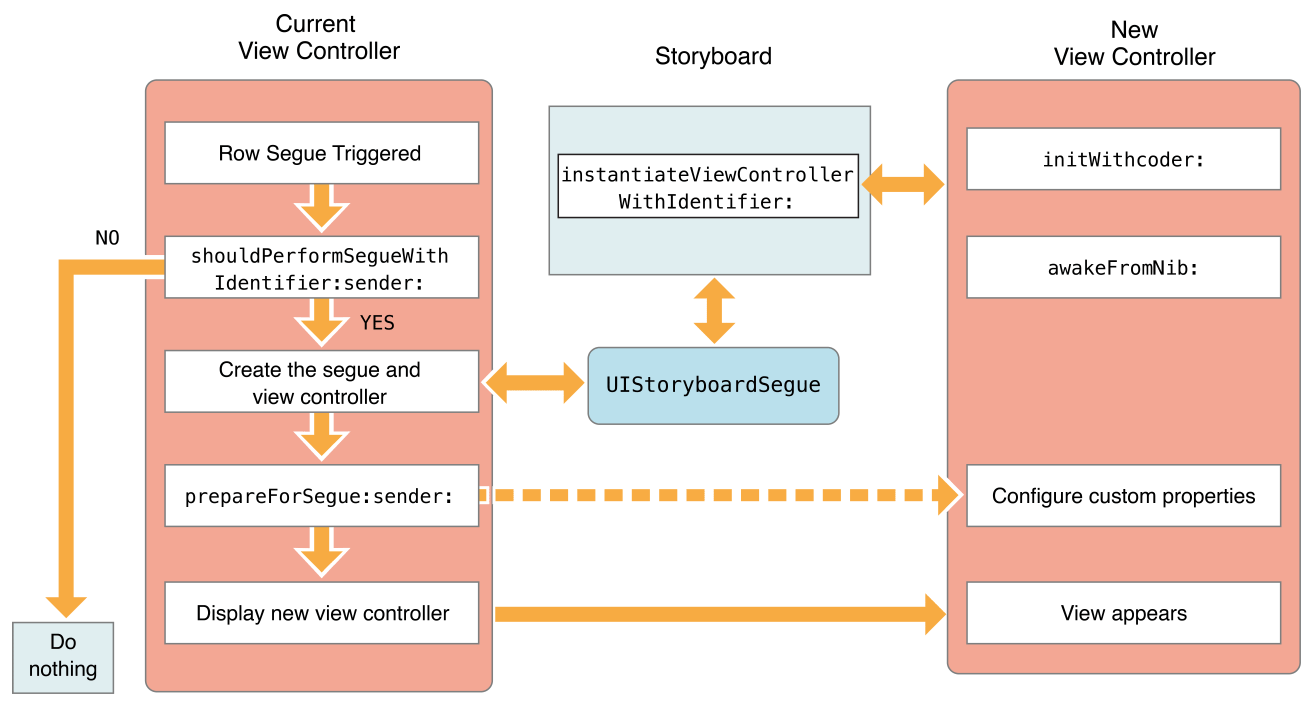 Current
View Controller
Row Segue Triggered
NO
shouldPerformSegueWith
Identifier:sender:
YES
Create the segue and
view controller
prepareForSegue:sender:
Display new view controller
Do
nothing
Storyboard
instantiateViewController
WithIdentifier:
UIStoryboardSegue
New
View Controller
initWithcoder:
awakeFromNib:
Configure custom properties
View appears